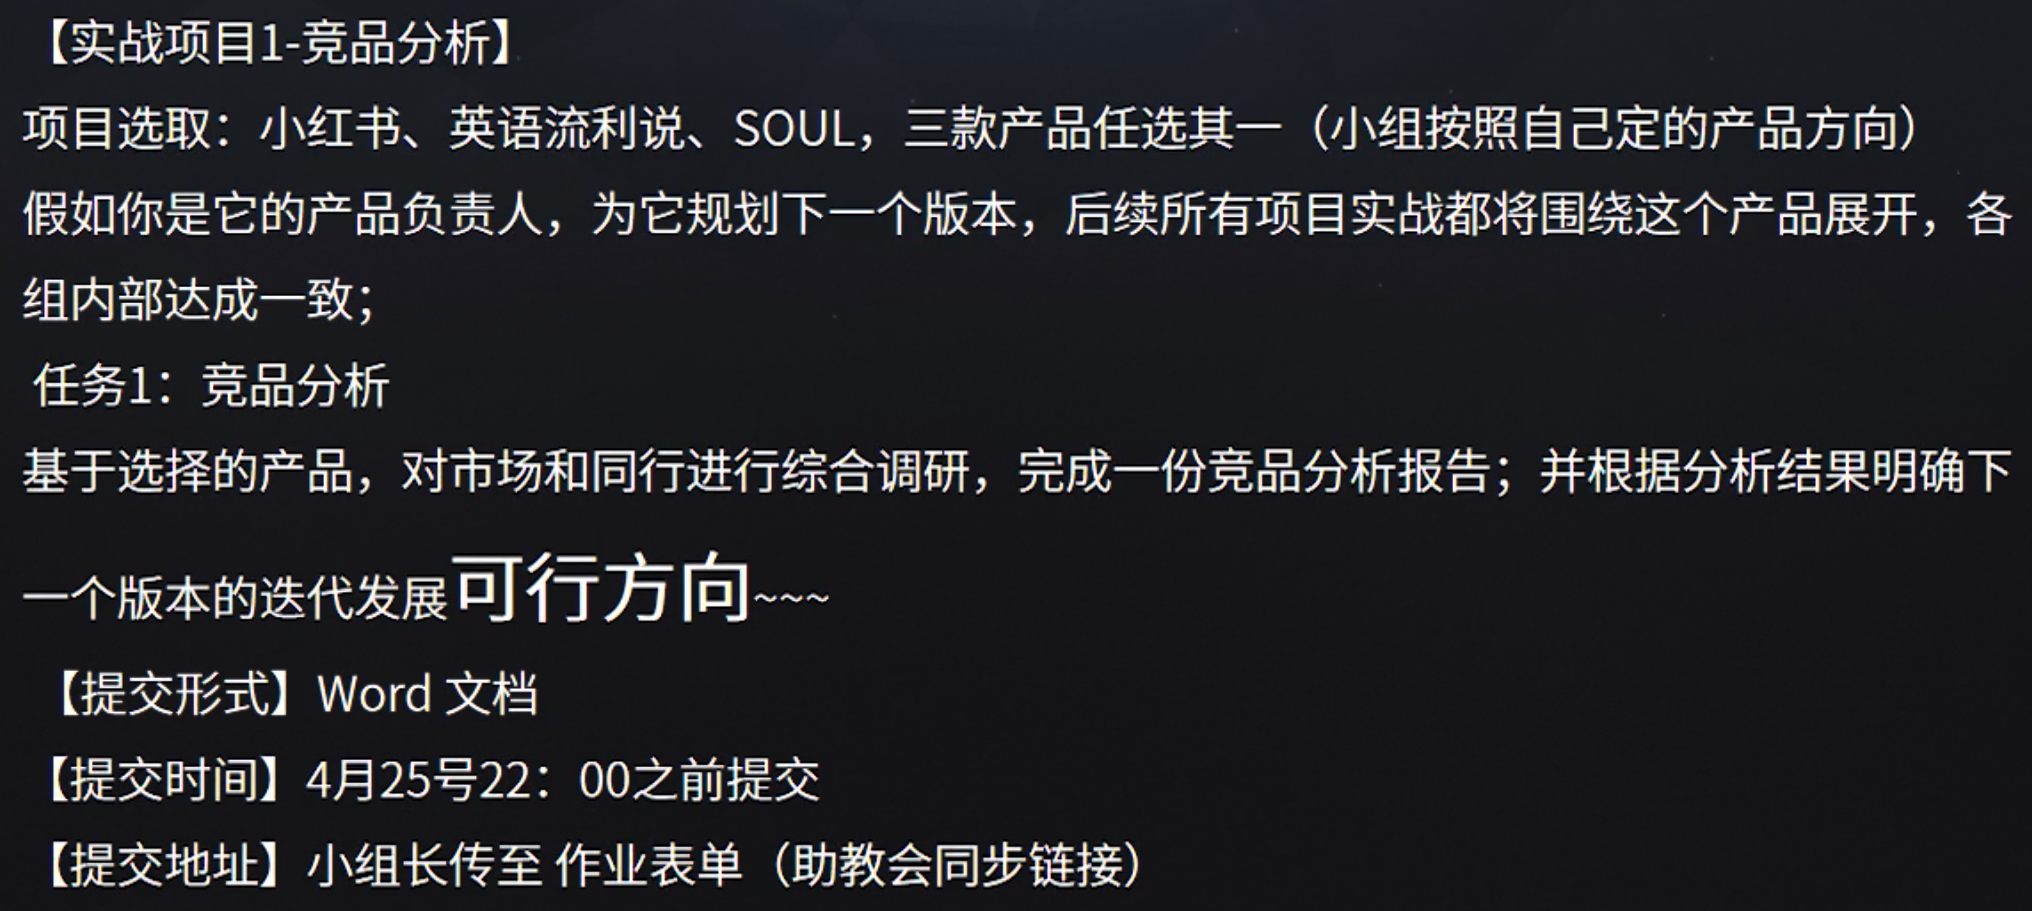 【实战项目1-竞品分析】
项目选取：小红书、英语流利说、SOUL，三款产品任选其一（小组按照自己定的产品方向）
假如你是它的产品负责人，为它规划下一个版本，后续所有项目实战都将围绕这个产品展开，各
组内部达成一致；
任务1：竞品分析
基于选择的产品，对市场和同行进行综合调研，完成一份竞品分析报告；并根据分析结果明确下
一个版本的迭代发展可行方向~~~
【提交形式】Word 文档
【提交时间】4月25号22：00之前提交
【提交地址】小组长传至 作业表单（助教会同步链接）